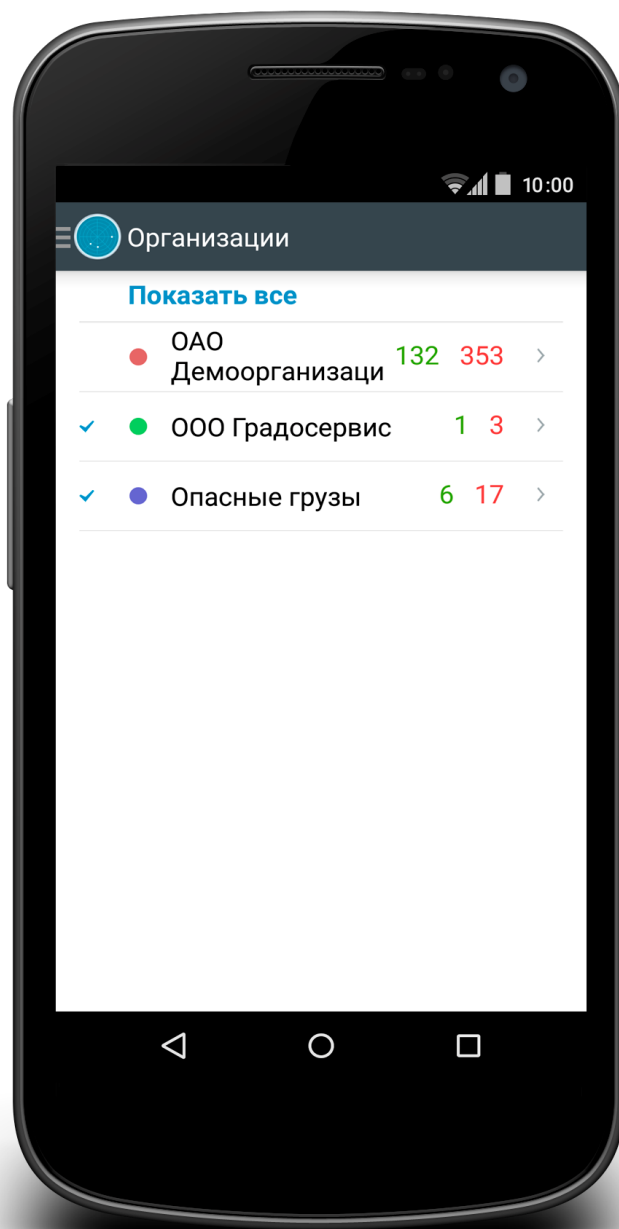 10:00
Организации
Показать все
ОАО
Демоорганизаци 132 353
ООО Градосервис 1 3
Опасные грузы 6 17